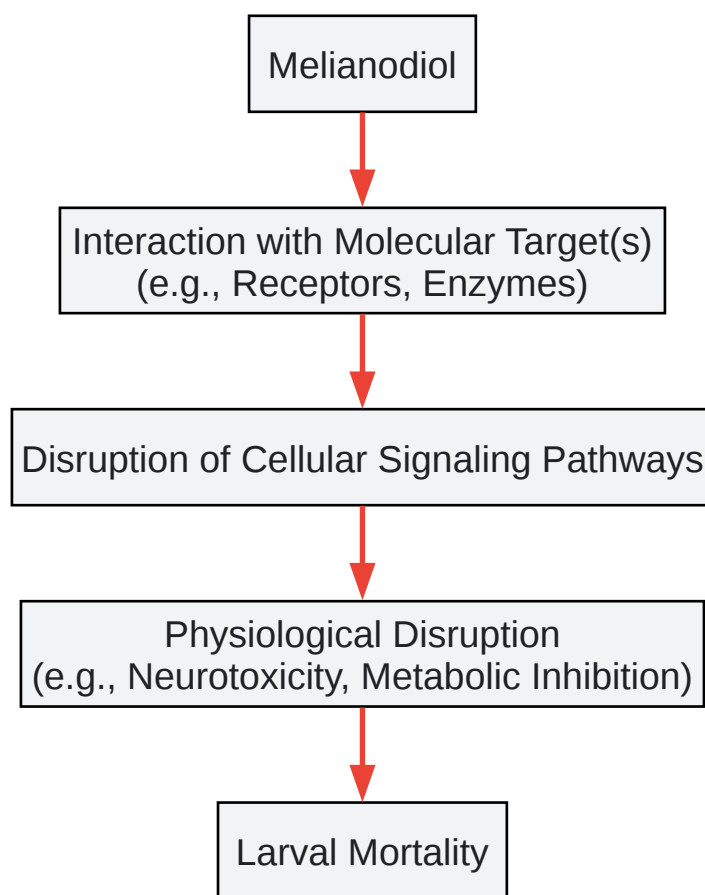 Melianodiol
Interaction with Molecular Target(s)
(e.g., Receptors, Enzymes)
Disruption of Cellular Signaling Pathways
Physiological Disruption
(e.g., Neurotoxicity, Metabolic Inhibition)
Larval Mortality